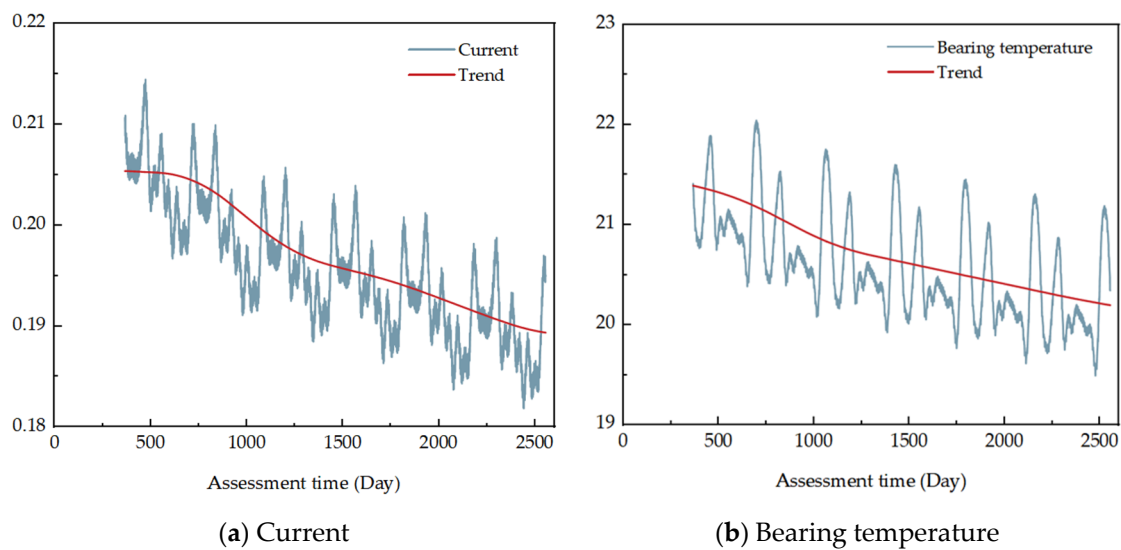 0.22
0.21
0.20
0.19
0.18
0
500
1000
1500
2000
2500
Current
Trend
Assessment time (Day)
(a) Current
23
22
21
20
19
0
500
1000
1500
2000
2500
Bearing temperature
Trend
Assessment time (Day)
(b) Bearing temperature